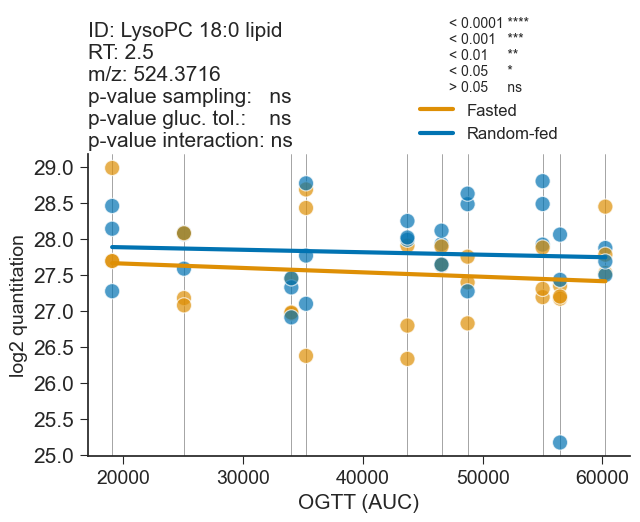 ID: LysoPC 18:0 lipid
RT: 2.5
m/z: 524.3716
p-value sampling: ns
p-value gluc. tol.: ns
p-value interaction: ns
< 0.0001 ****
< 0.001 ***
< 0.01 **
< 0.05 *
> 0.05 ns
Fasted
Random-fed
29.0
28.5
28.0
27.5
27.0
26.5
26.0
25.5
25.0
log2 quantitation
20000 30000 40000 50000 60000
OGTT (AUC)